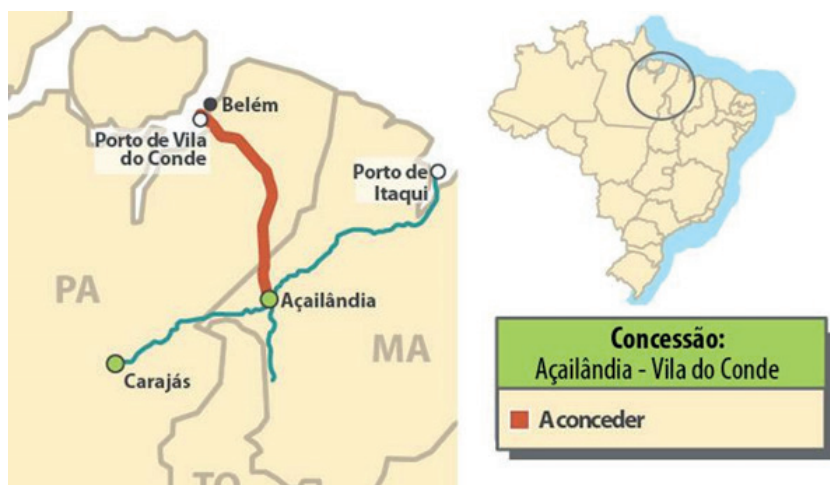 Belém
Porto de Vila
do Conde
Porto de
Itaqui
PA
Açailândia
MA
Carajás
TO
Concessão:
Açailândia - Vila do Conde
A conceder